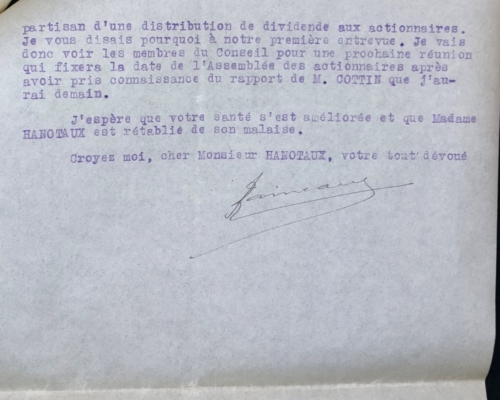 partisan d'une distribution de dividende aux actionnaires.
Je vous disais pourquoi à notre première entrevue. Je vais
donc voir les membres du Conseil pour une prochaine réunion
qui fixera la date de l'Assemblée des actionnaires après
avoir pris connaissance du rapport de M. COTTIN que j'au-
rai demain.
J'espère que votre santé s'est améliorée et que Madame
HANOTAUX est rétablie de son malaise.
Croyez moi, cher Monsieur HANOTAUX, votre tout dévoué